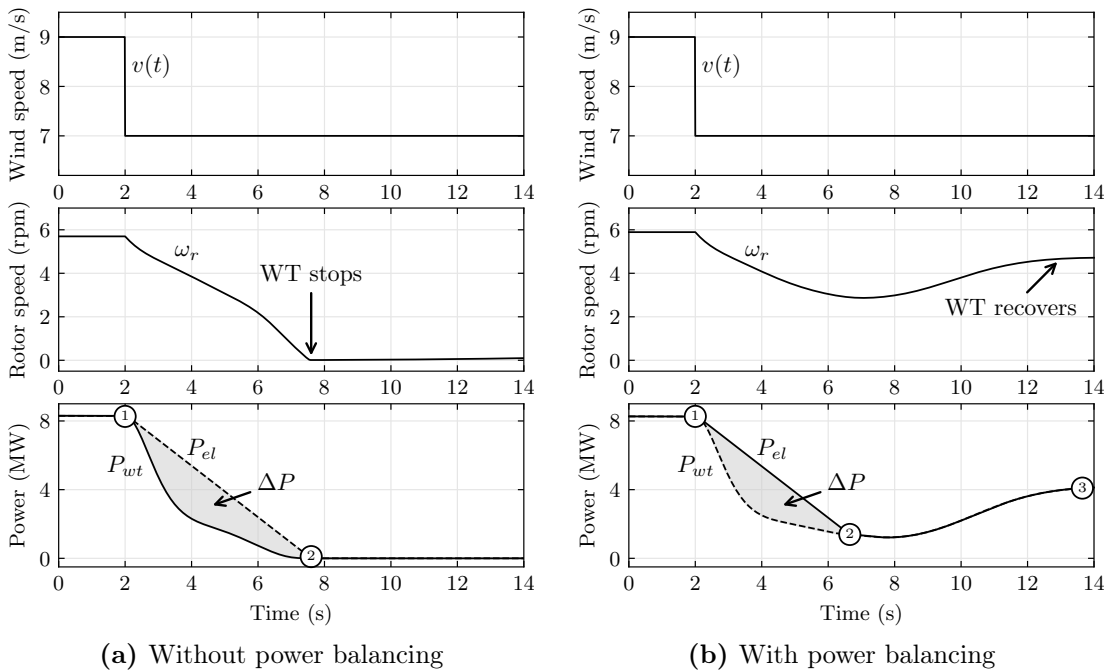 Wind speed (m/s)
9
8
7
v(t)
0 2 4 6 8 10 12 14
Rotor speed (rpm)
6
4
2
0
ω_r
WT stops
0 2 4 6 8 10 12 14
Power (MW)
8
4
0
1
P_wt
P_el
ΔP
2
0 2 4 6 8 10 12 14
Time (s)
(a) Without power balancing
Wind speed (m/s)
9
8
7
v(t)
0 2 4 6 8 10 12 14
Rotor speed (rpm)
6
4
2
0
ω_r
WT recovers
0 2 4 6 8 10 12 14
Power (MW)
8
4
0
1
P_wt
P_el
ΔP
2
3
0 2 4 6 8 10 12 14
Time (s)
(b) With power balancing